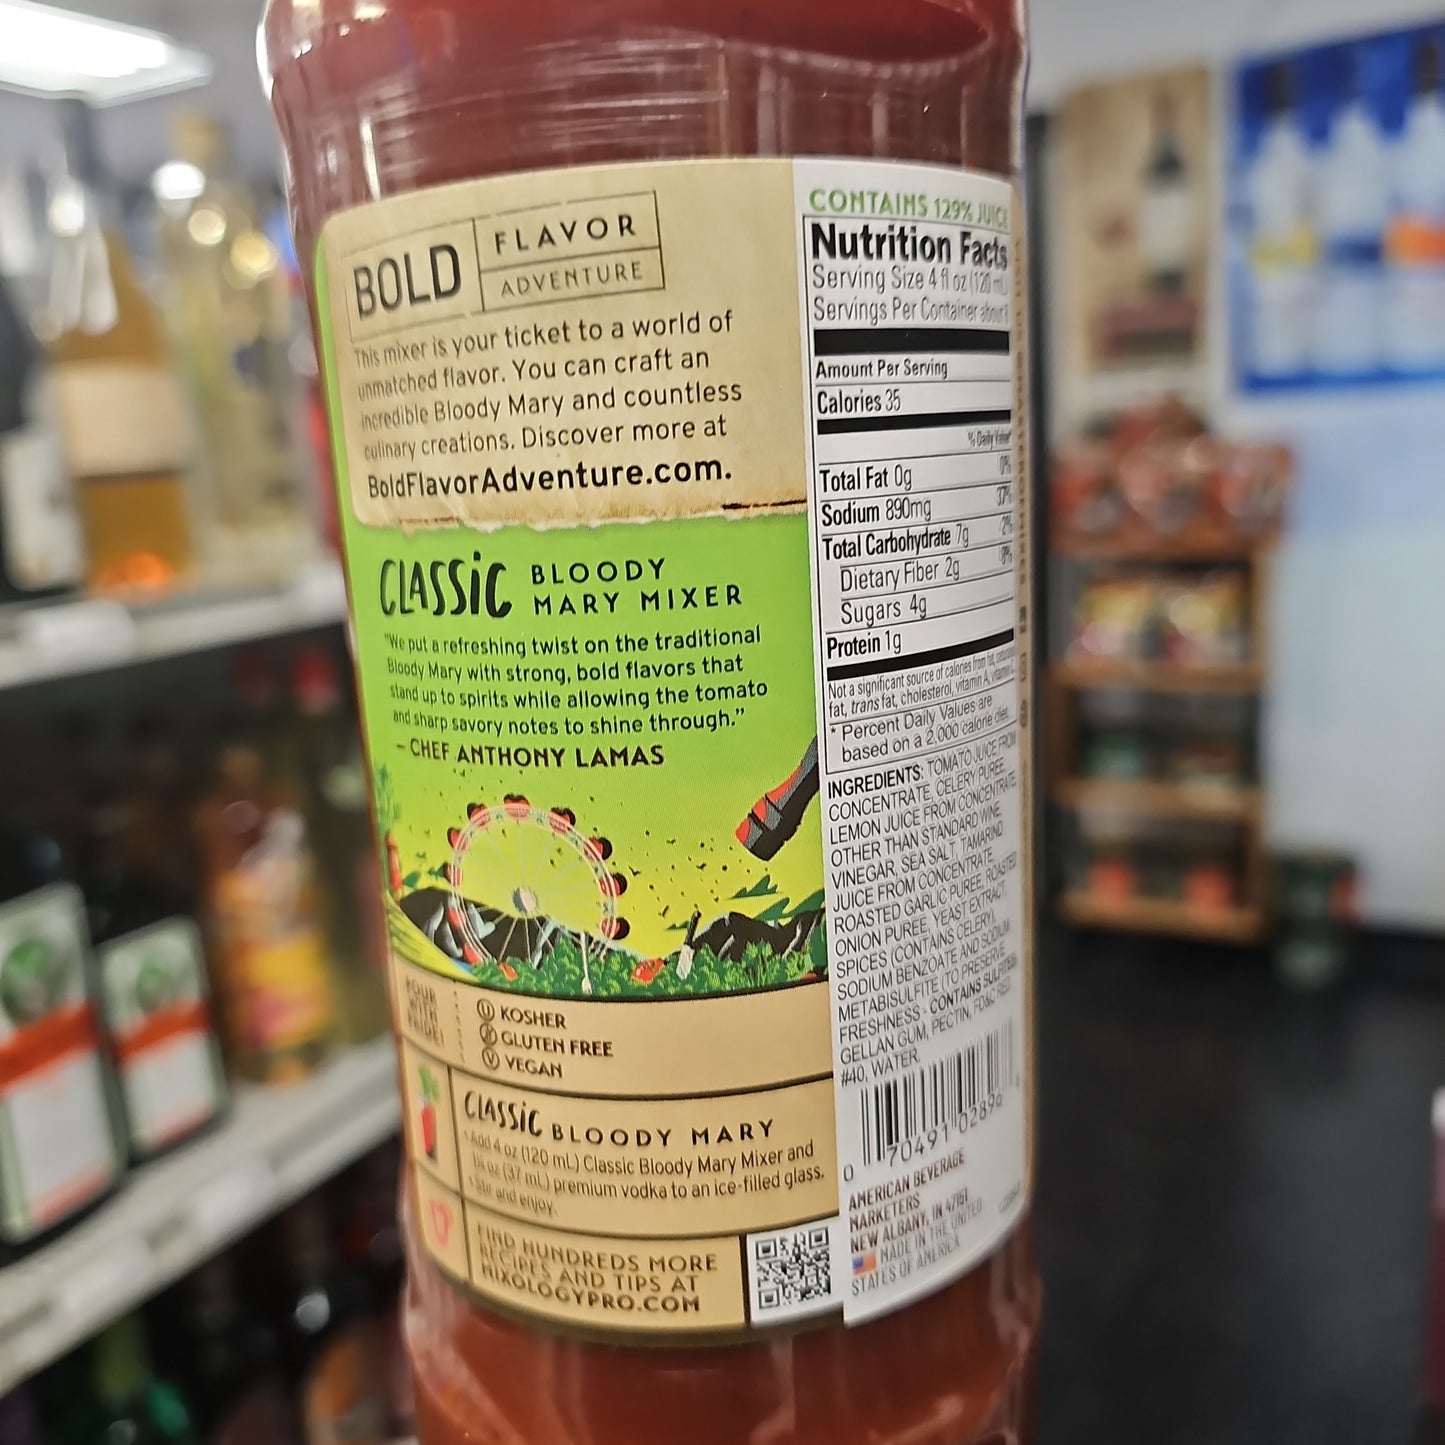 BOLD
FLAVOR
ADVENTURE
This mixer is your ticket to a world of
unmatched flavor. You can craft an
incredible Bloody Mary and countless
culinary creations. Discover more at
BoldFlavorAdventure.com.
CLASSIC BLOODY
MARY MIXER
"We put a refreshing twist on the traditional
Bloody Mary with strong, bold flavors that
stand up to spirits while allowing the tomato
and sharp savory notes to shine through."
– CHEF ANTHONY LAMAS
POUR
WITH
PRIDE!
U KOSHER
GLUTEN FREE
V VEGAN
CLASSIC BLOODY MARY
• Add 4 oz (120 mL) Classic Bloody Mary Mixer and
oz (37 mL) premium vodka to an ice-filled glass.
• Stir and enjoy.
FIND HUNDREDS MORE
RECIPES AND TIPS AT
MIXOLOGYPRO.COM
CONTAINS 129% JUICE
Nutrition Facts
Serving Size 4 fl oz (120 mL
Servings Per Container about
Amount Per Serving
Calories 35
% Daily Value*
Total Fat 0g 0%
Sodium 890mg 37%
Total Carbohydrate 7g 2%
Dietary Fiber 2g 8%
Sugars 4g
Protein 1g
Not a significant source of calories from fat, saturated
fat, trans fat, cholesterol, vitamin A, vitamin C,
* Percent Daily Values are
based on a 2,000 calorie diet.
INGREDIENTS: TOMATO JUICE FROM
CONCENTRATE, CELERY PUREE,
LEMON JUICE FROM CONCENTRATE,
OTHER THAN STANDARD WINE
VINEGAR, SEA SALT, TAMARIND
JUICE FROM CONCENTRATE,
ROASTED GARLIC PUREE, ROASTED
ONION PUREE, YEAST EXTRACT,
SPICES (CONTAINS CELERY),
SODIUM BENZOATE AND SODIUM
METABISULFITE (TO PRESERVE
FRESHNESS - CONTAINS SULFITES),
GELLAN GUM, PECTIN, FD&C RED
#40, WATER.
0 70491 02899
AMERICAN BEVERAGE
MARKETERS
NEW ALBANY, IN 47151
MADE IN THE UNITED
STATES OF AMERICA